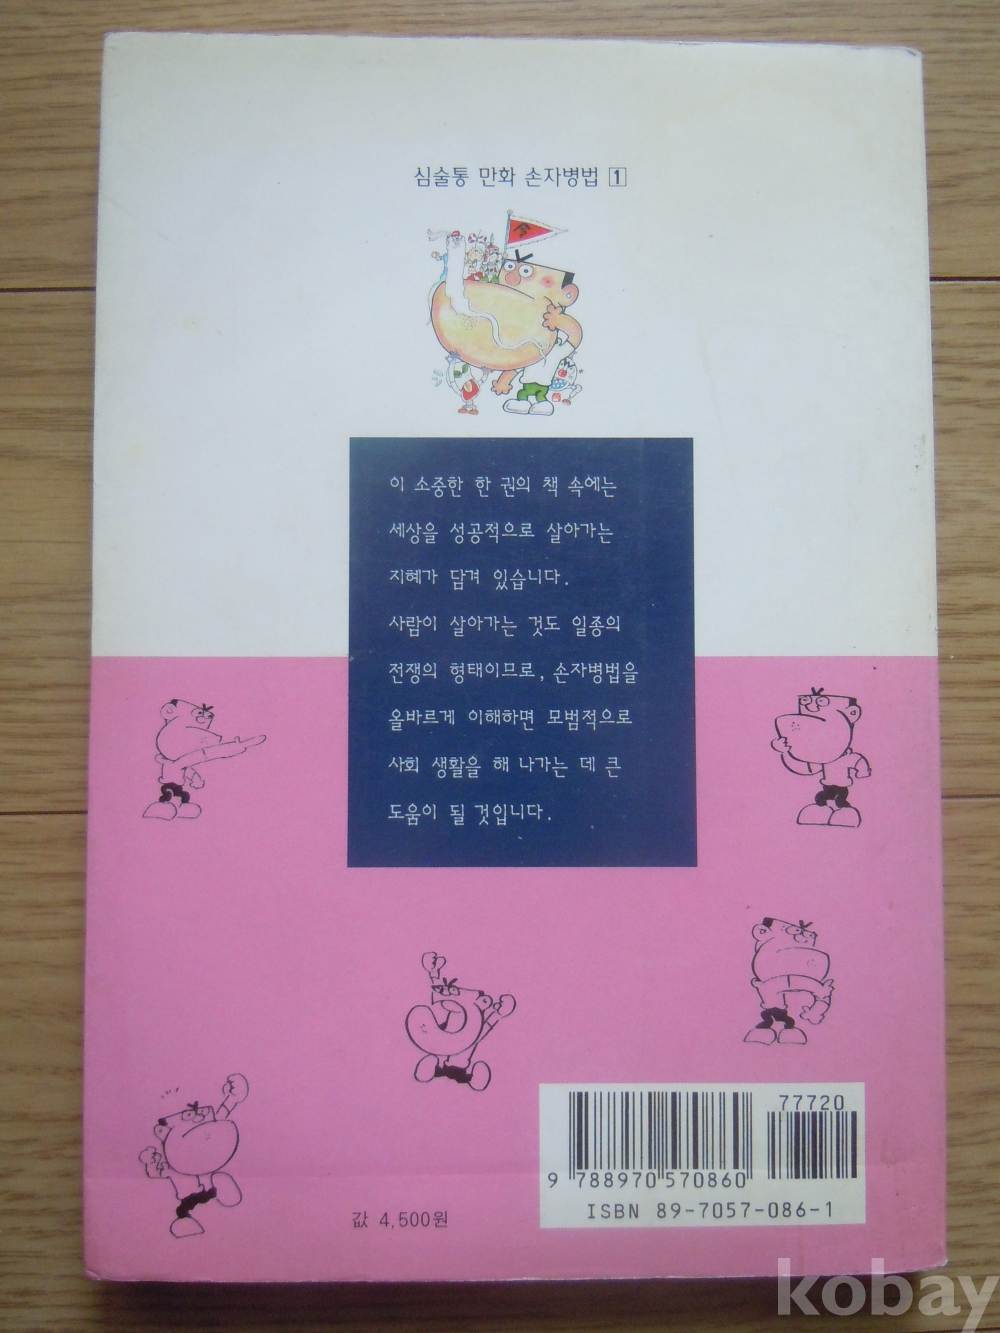 심술통 만화 손자병법 1
令
이 소중한 한 권의 책 속에는
세상을 성공적으로 살아가는
지혜가 담겨 있습니다.
사람이 살아가는 것도 일종의
전쟁의 형태이므로, 손자병법을
올바르게 이해하면 모범적으로
사회 생활을 해 나가는 데 큰
도움이 될 것입니다.
77720
9 788970 570860
ISBN 89-7057-086-1
값 4,500원
kobay